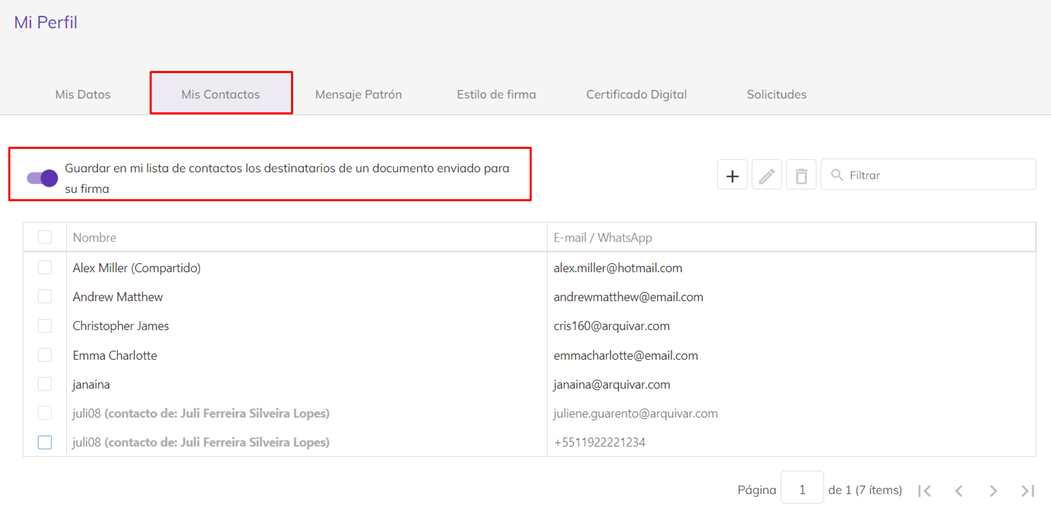 Mi Perfil
Mis Datos
Mis Contactos
Mensaje Patrón
Estilo de firma
Certificado Digital
Solicitudes
Guardar en mi lista de contactos los destinatarios de un documento enviado para
su firma
Filtrar
Nombre E-mail / WhatsApp
Alex Miller (Compartido) alex.miller@hotmail.com
Andrew Matthew andrewmatthew@email.com
Christopher James cris160@arquivar.com
Emma Charlotte emmacharlotte@email.com
janaina janaina@arquivar.com
juli08 (contacto de: Juli Ferreira Silveira Lopes) juliene.guarento@arquivar.com
juli08 (contacto de: Juli Ferreira Silveira Lopes) +5511922221234
Página 1 de 1 (7 ítems)